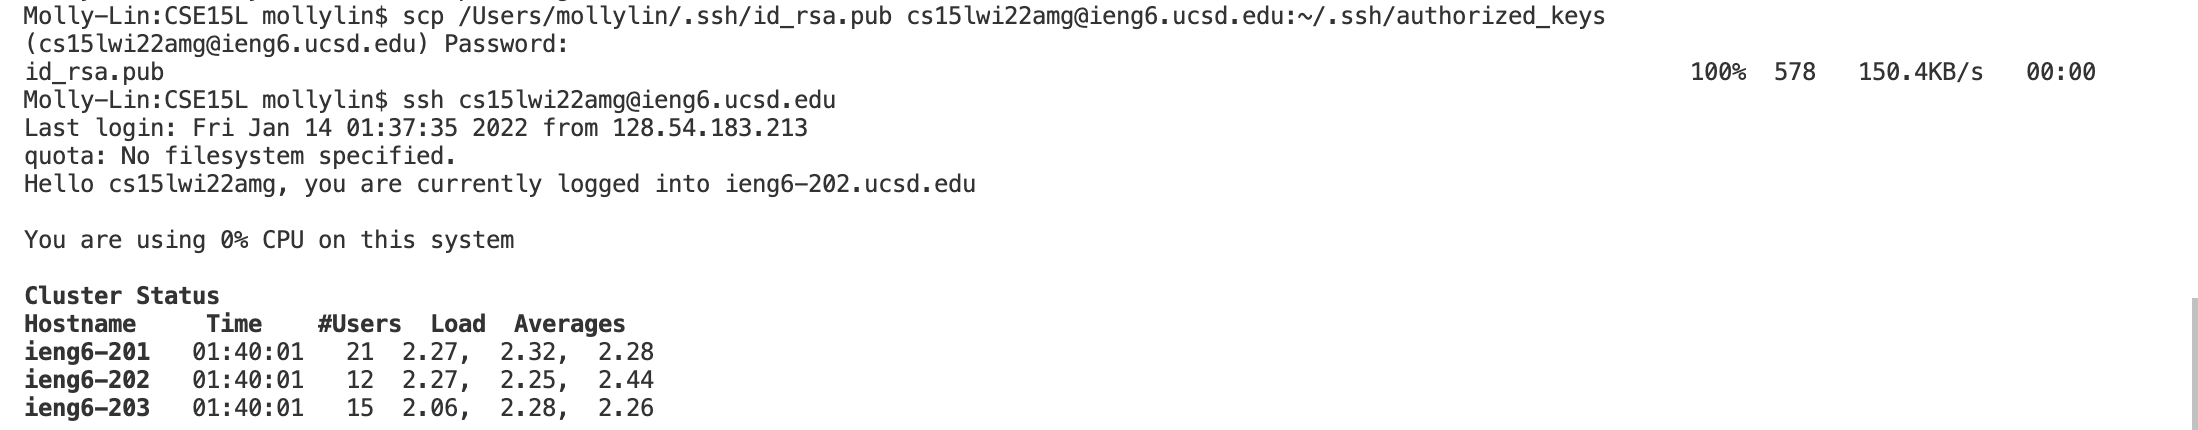 Molly-Lin:CSE15L mollylin$ scp /Users/mollylin/.ssh/id_rsa.pub cs15lwi22amg@ieng6.ucsd.edu:~/.ssh/authorized_keys
(cs15lwi22amg@ieng6.ucsd.edu) Password:
id_rsa.pub 100% 578 150.4KB/s 00:00
Molly-Lin:CSE15L mollylin$ ssh cs15lwi22amg@ieng6.ucsd.edu
Last login: Fri Jan 14 01:37:35 2022 from 128.54.183.213
quota: No filesystem specified.
Hello cs15lwi22amg, you are currently logged into ieng6-202.ucsd.edu
You are using 0% CPU on this system
Cluster Status
Hostname Time #Users Load Averages
ieng6-201 01:40:01 21 2.27, 2.32, 2.28
ieng6-202 01:40:01 12 2.27, 2.25, 2.44
ieng6-203 01:40:01 15 2.06, 2.28, 2.26